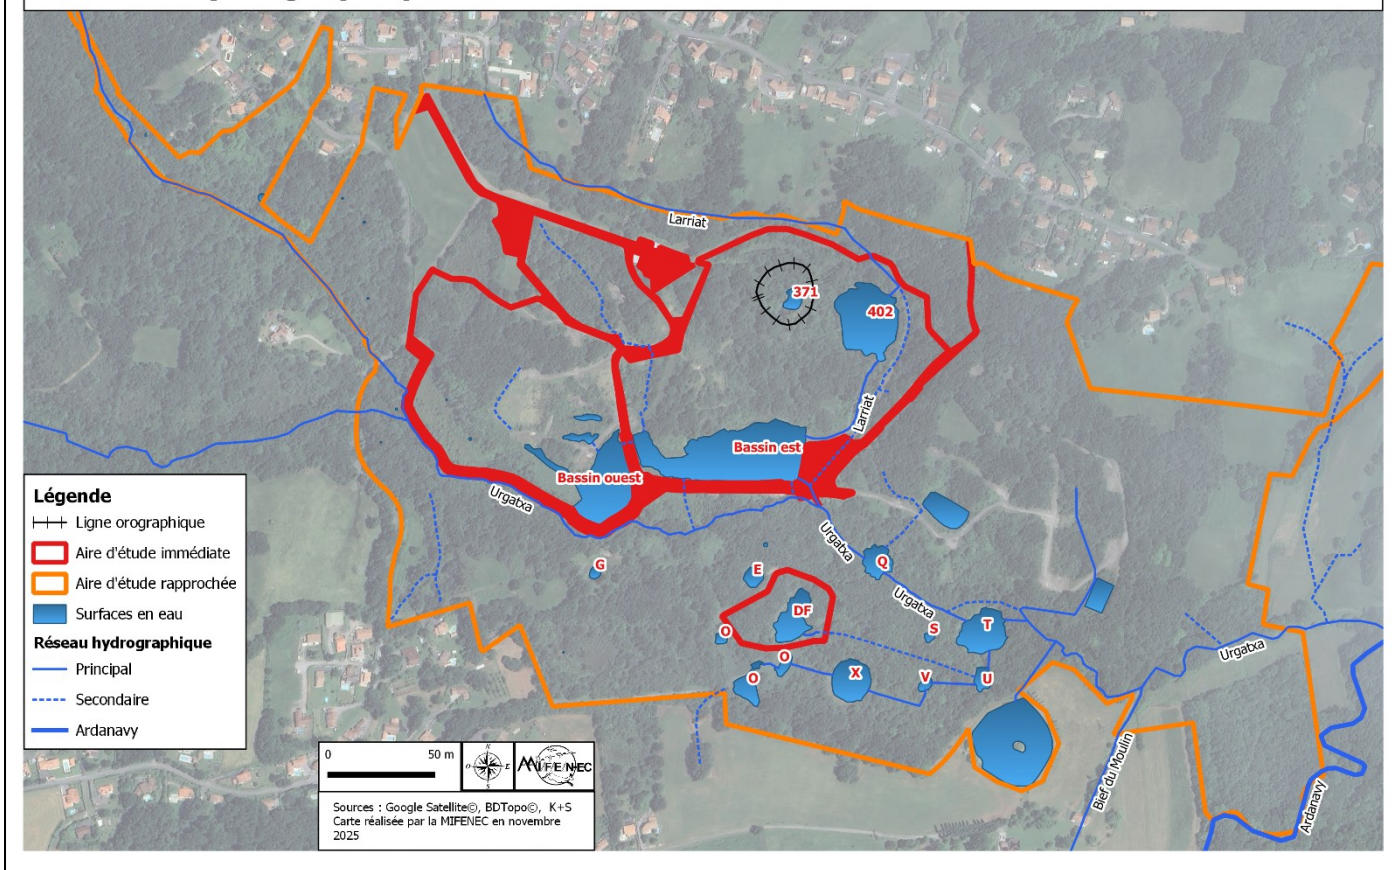 Larriat
371
402
Larriat
Bassin est
Bassin ouest
Urgatxa
Urgatxa
G
E
Q
DF
Urgatxa
O
S
T
O
O
X
V
U
Urgatxa
Bief du Moulin
Ardanavy
Légende
Ligne orographique
Aire d'étude immédiate
Aire d'étude rapprochée
Surfaces en eau
Réseau hydrographique
Principal
Secondaire
Ardanavy
0 50 m
N
O E
S
MIFENEC
Sources : Google Satellite©, BDTopo©, K+S
Carte réalisée par la MIFENEC en novembre
2025